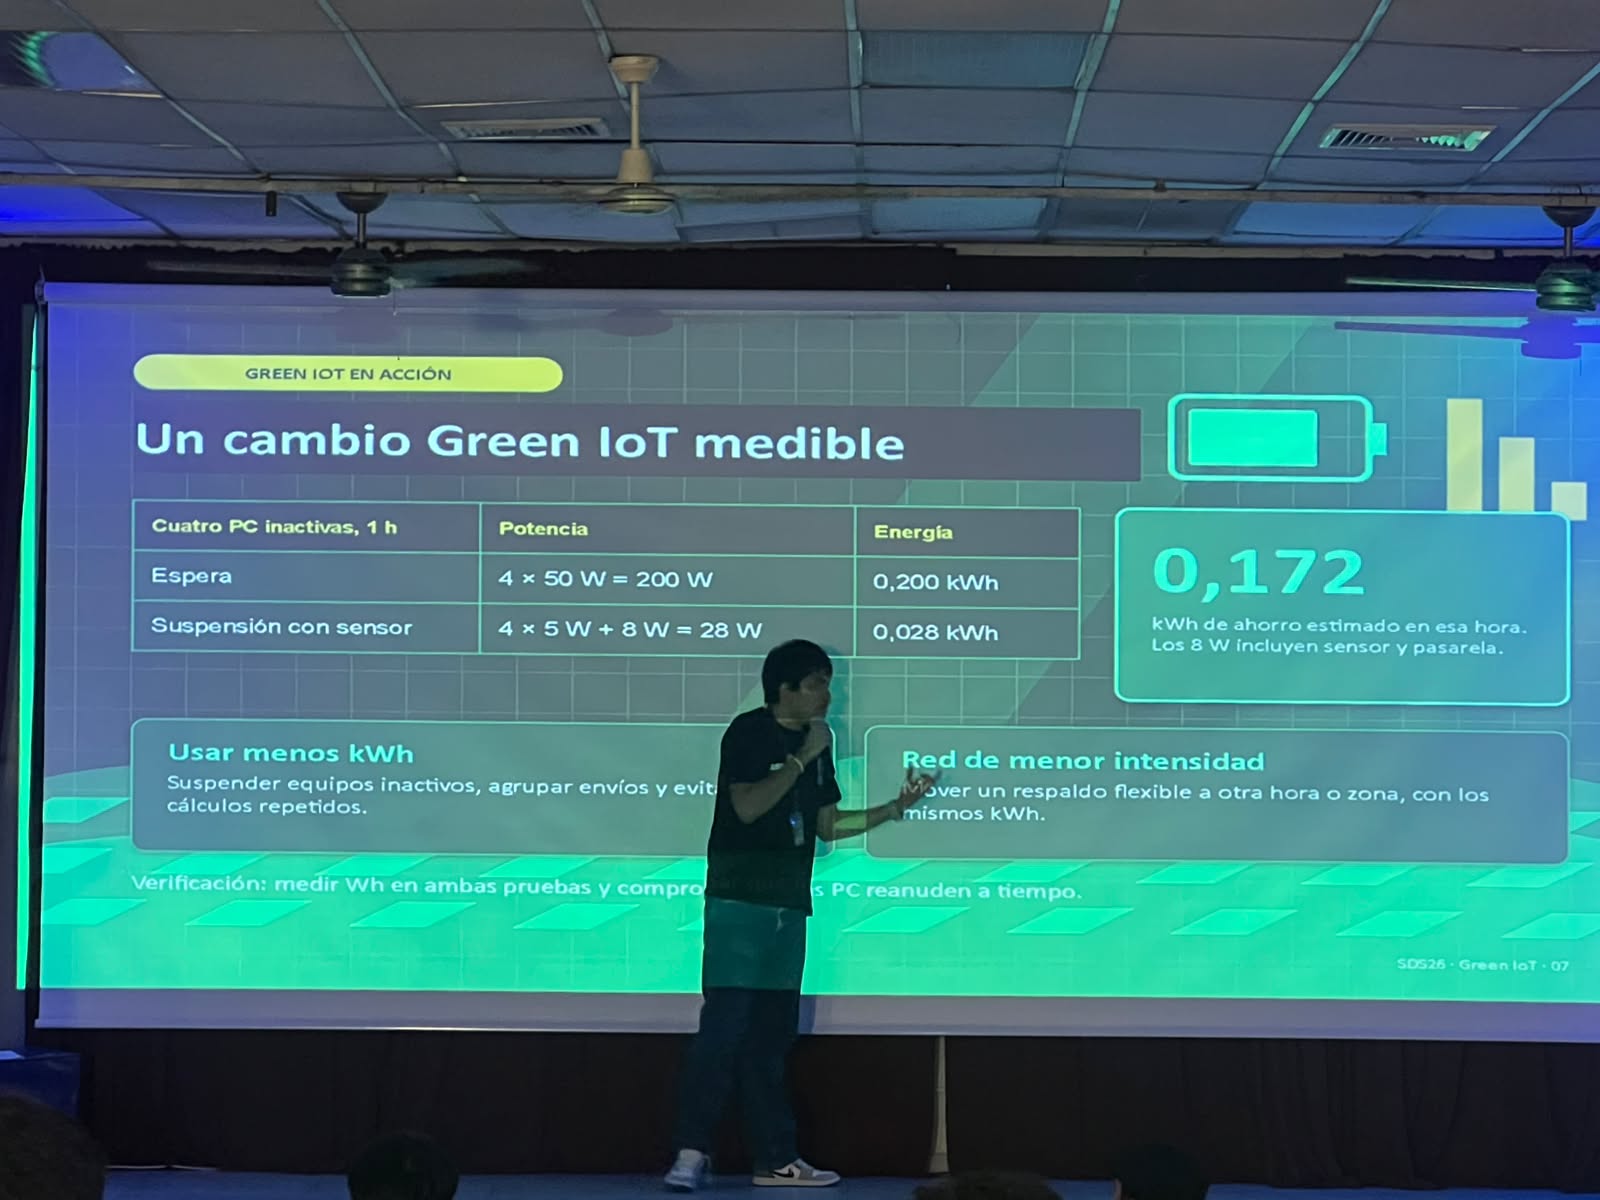 GREEN IOT EN ACCIÓN
Un cambio Green IoT medible
Cuatro PC inactivas, 1 h Potencia Energía
Espera 4 × 50 W = 200 W 0,200 kWh
Suspensión con sensor 4 × 5 W + 8 W = 28 W 0,028 kWh
0,172
kWh de ahorro estimado en esa hora.
Los 8 W incluyen sensor y pasarela.
Usar menos kWh
Suspender equipos inactivos, agrupar envíos y
cálculos repetidos.
Red de menor intensidad
Mover un respaldo flexible a otra hora o zona, con los
mismos kWh.
Verificación: medir Wh en ambas pruebas y PC reanuden a tiempo.
SDS26 · Green IoT · 07